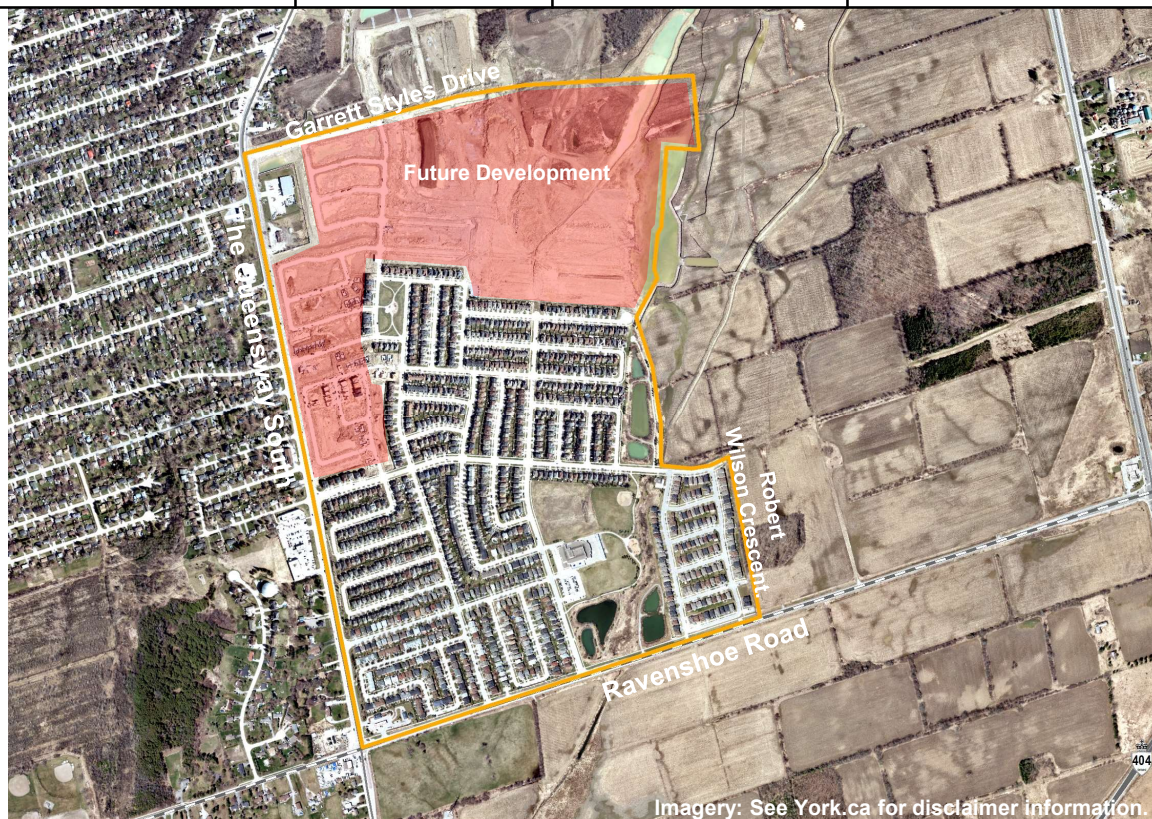 Garrett Styles Drive
Future Development
The Queensway South
Robert
Wilson Crescent
Ravenshoe Road
404
Imagery: See York.ca for disclaimer information.